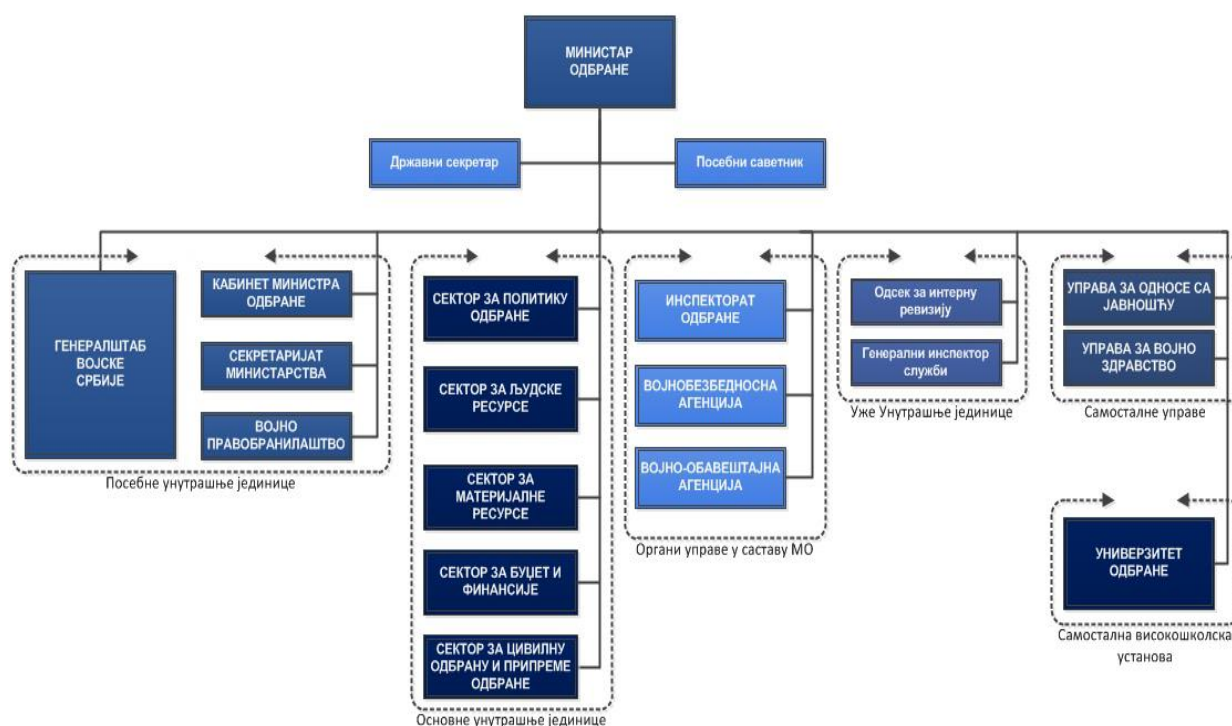 МИНИСТАР
ОДБРАНЕ
Државни секретар
Посебни саветник
ГЕНЕРАЛШТАБ
ВОЈСКЕ
СРБИЈЕ
КАБИНЕТ МИНИСТРА
ОДБРАНЕ
СЕКРЕТАРИЈАТ
МИНИСТАРСТВА
ВОЈНО
ПРАВОБРАНИЛАШТВО
Посебне унутрашње јединице
СЕКТОР ЗА ПОЛИТИКУ
ОДБРАНЕ
СЕКТОР ЗА ЉУДСКЕ
РЕСУРСЕ
СЕКТОР ЗА
МАТЕРИЈАЛНЕ
РЕСУРСЕ
СЕКТОР ЗА БУЏЕТ И
ФИНАНСИЈЕ
СЕКТОР ЗА ЦИВИЛНУ
ОДБРАНУ И ПРИПРЕМЕ
ОДБРАНЕ
Основне унутрашње јединице
ИНСПЕКТОРАТ
ОДБРАНЕ
ВОЈНОБЕЗБЕДНОСНА
АГЕНЦИЈА
ВОЈНО-ОБАВЕШТАЈНА
АГЕНЦИЈА
Органи управе у саставу МО
Одсек за интерну
ревизију
Генерални инспектор
служби
Уже Унутрашње јединице
УПРАВА ЗА ОДНОСЕ СА
ЈАВНОШЋУ
УПРАВА ЗА ВОЈНО
ЗДРАВСТВО
Самосталне управе
УНИВЕРЗИТЕТ
ОДБРАНЕ
Самостална високошколска
установа